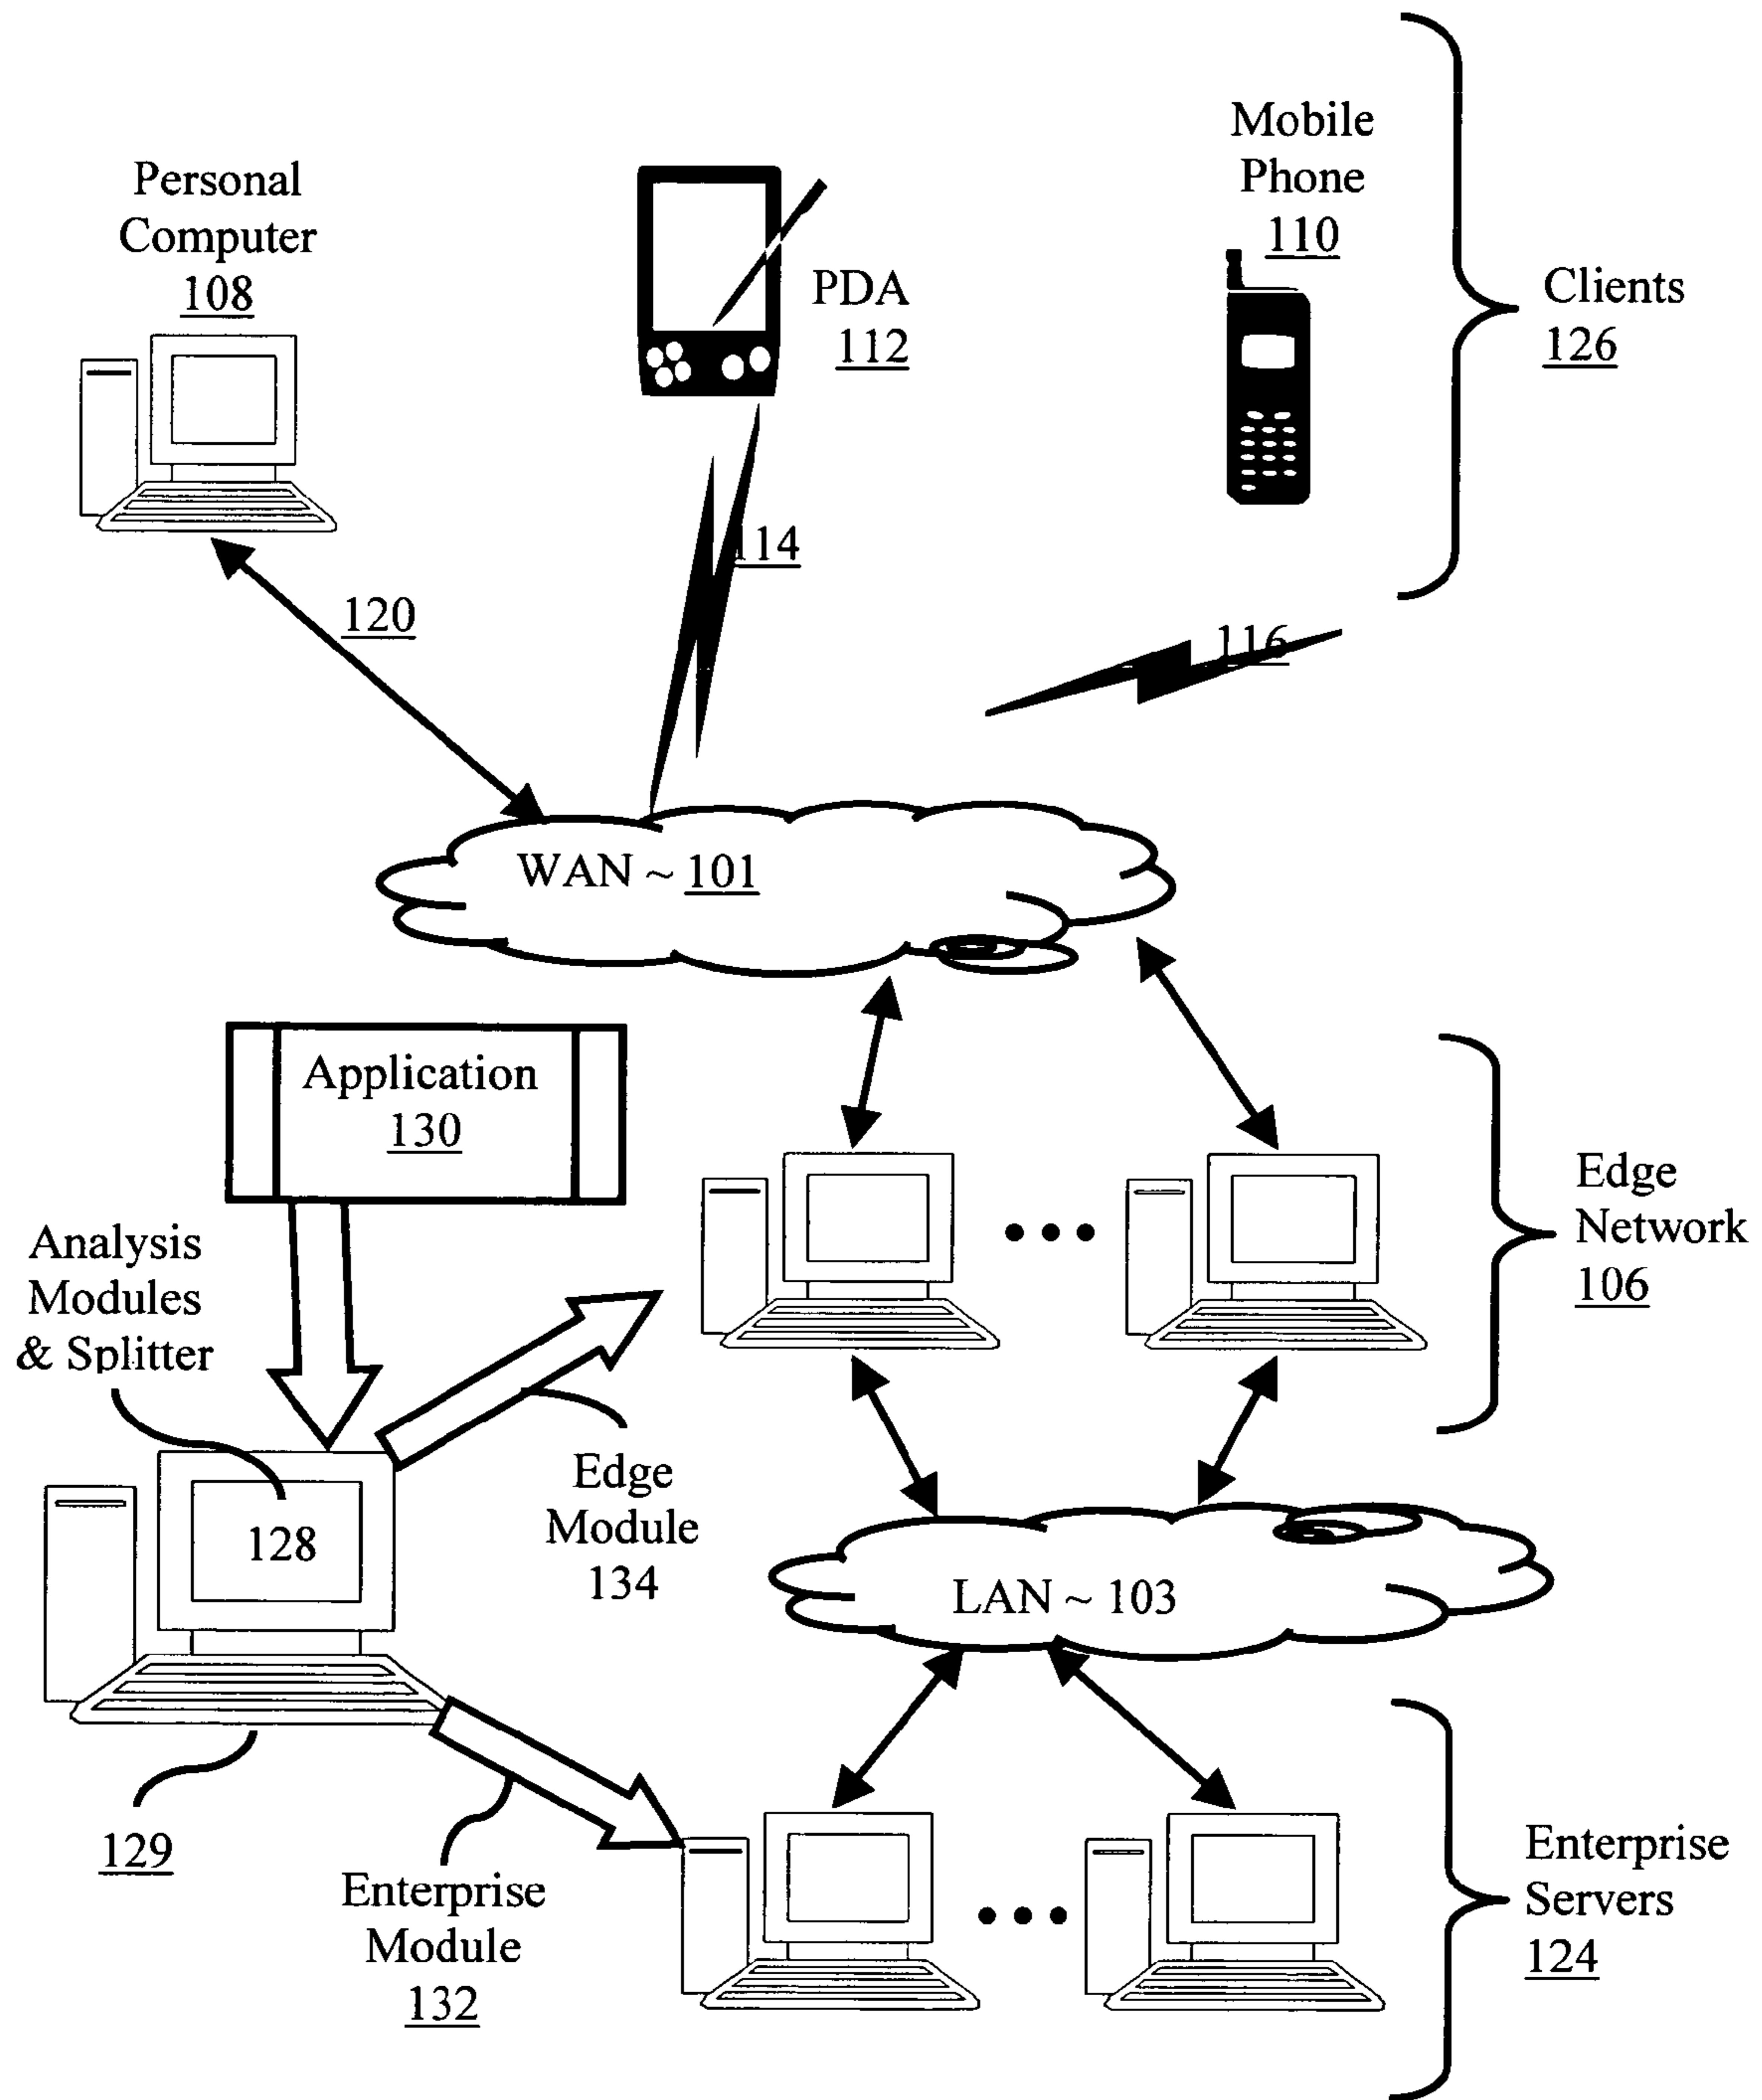 Mobile
Phone
110
Personal
Computer
108
PDA
112
Clients
126
114
120
116
WAN ~ 101
Application
130
Edge
Network
106
Analysis
Modules
& Splitter
Edge
Module
134
128
LAN ~ 103
129
Enterprise
Module
132
Enterprise
Servers
124